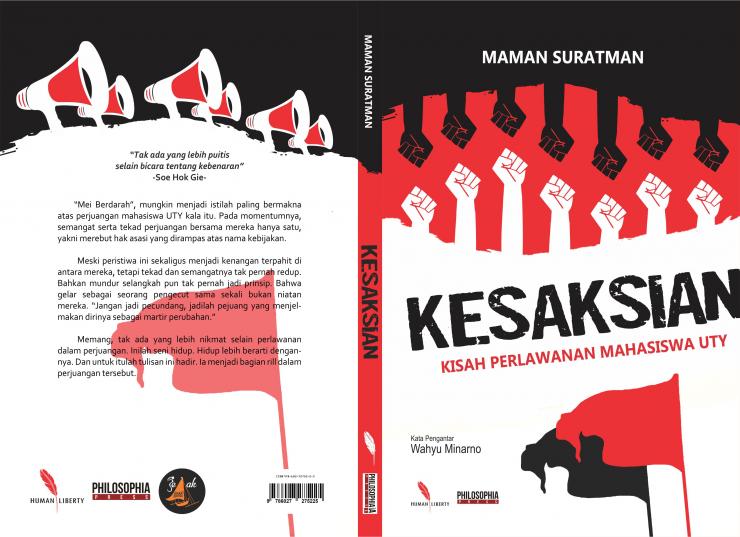 "Tak ada yang lebih puitis
selain bicara tentang kebenaran"
-Soe Hok Gie-
"Mei Berdarah", mungkin menjadi istilah paling bermakna
atas perjuangan mahasiswa UTY kala itu. Pada momentumnya,
semangat serta tekad perjuangan bersama mereka hanya satu,
yakni merebut hak asasi yang dirampas atas nama kebijakan.
Meski peristiwa ini sekaligus menjadi kenangan terpahit di
antara mereka, tetapi tekad dan semangatnya tak pernah redup.
Bahkan mundur selangkah pun tak pernah jadi prinsip. Bahwa
gelar sebagai seorang pengecut sama sekali bukan niatan
mereka. "Jangan jadi pecundang, jadilah pejuang yang menjel-
makan dirinya sebagai martir perubahan."
Memang, tak ada yang lebih nikmat selain perlawanan
dalam perjuangan. Inilah seni hidup. Hidup lebih berarti dengan-
nya. Dan untuk itulah tulisan ini hadir. Ia menjadi bagian rill dalam
perjuangan tersebut.
HUMAN LIBERTY
PHILOSOPHIA
PRESS
9 786027 275225
MAMAN SURATMAN
KESAKSIAN
PHILOSOPHIA
MAMAN SURATMAN
KESAKSIAN
KISAH PERLAWANAN MAHASISWA UTY
Kata Pengantar
Wahyu Minarno
HUMAN LIBERTY
PHILOSOPHIA
PRESS